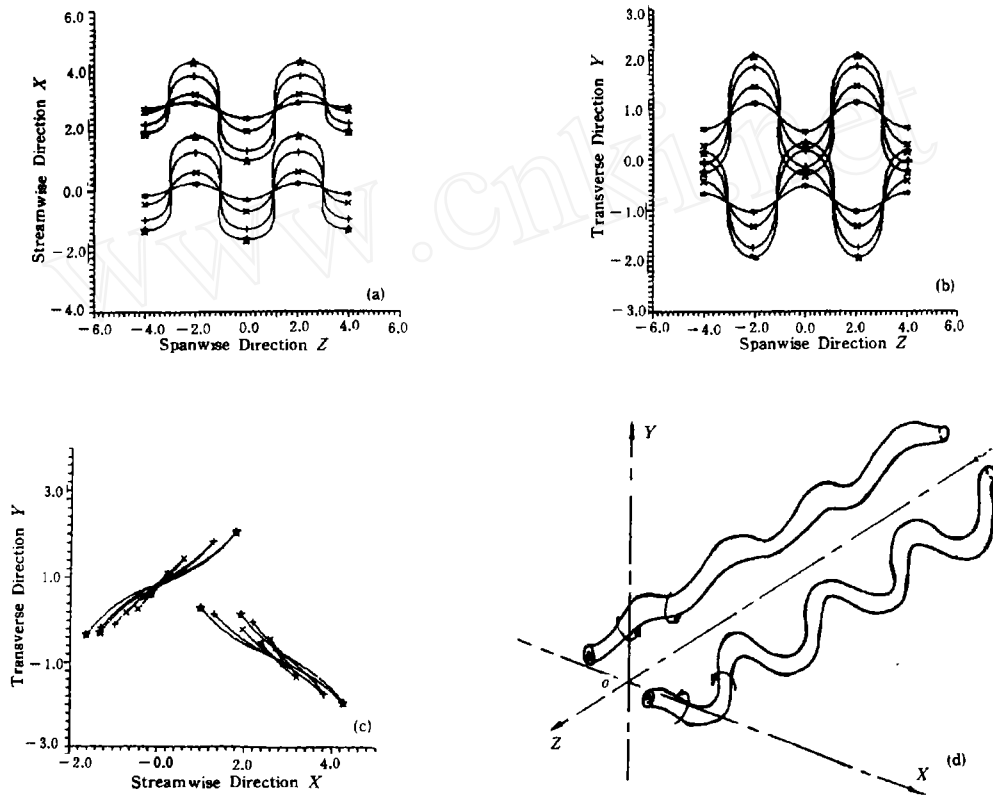 6.0
4.0
2.0
0.0
−2.0
−4.0
−6.0 −4.0 −2.0 0.0 2.0 4.0 6.0
Streamwise Direction X
Spanwise Direction Z
(a)
3.0
2.0
1.0
0.0
−1.0
−2.0
−3.0
−6.0 −4.0 −2.0 0.0 2.0 4.0 6.0
Transverse Direction Y
Spanwise Direction Z
(b)
www.cnki.net
3.0
1.0
−1.0
−3.0
−2.0 −0.0 2.0 4.0
Transverse Direction Y
Streamwise Direction X
(c)
Y
o
Z
X
(d)